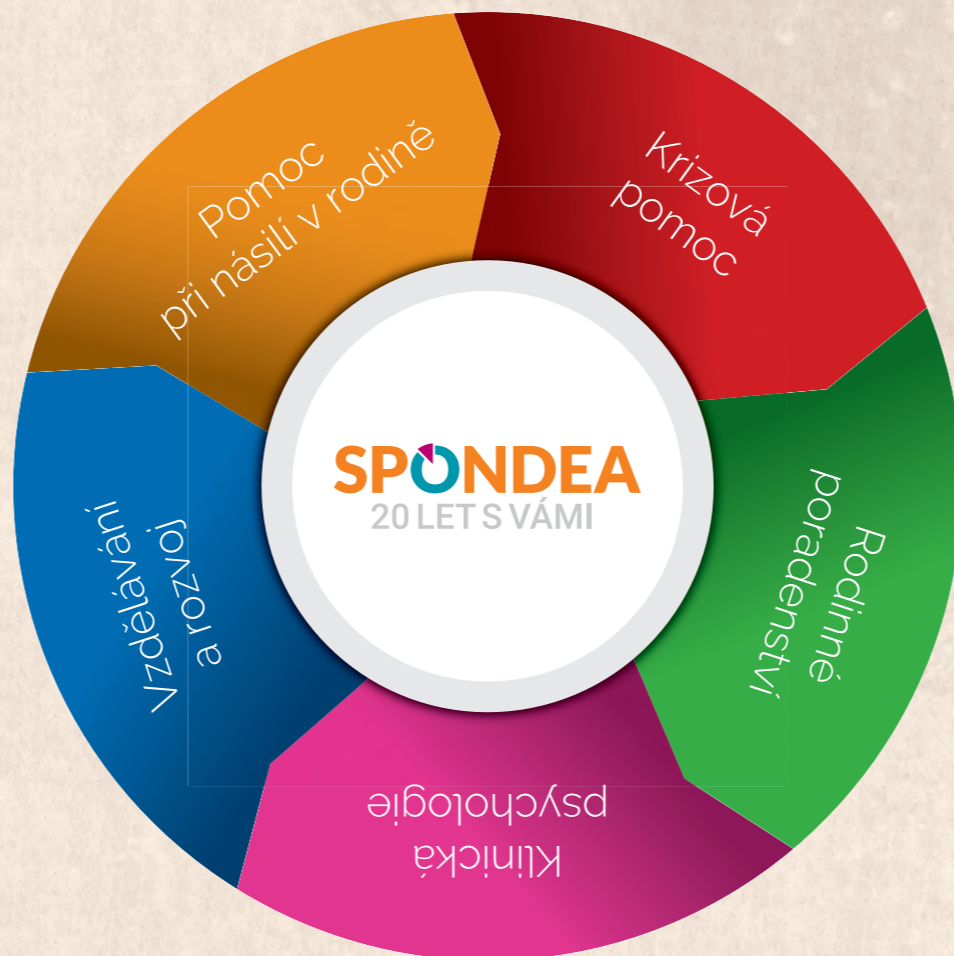 Pomoc
při násilí v rodině
Krizová
pomoc
Rodinné
poradenství
Klinická
psychologie
Vzdělávání
a rozvoj
SPONDEA
20 LET S VÁMI